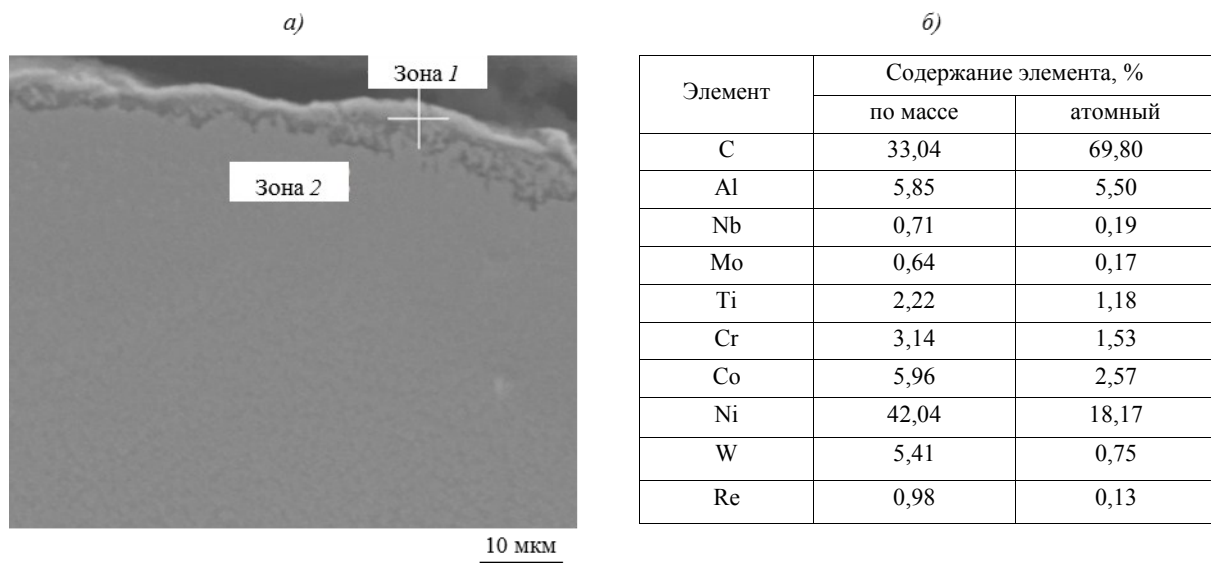 а)
б)
Зона 1
Зона 2
10 мкм
Элемент
Содержание элемента, %
по массе
атомный
C 33,04 69,80
Al 5,85 5,50
Nb 0,71 0,19
Mo 0,64 0,17
Ti 2,22 1,18
Cr 3,14 1,53
Co 5,96 2,57
Ni 42,04 18,17
W 5,41 0,75
Re 0,98 0,13